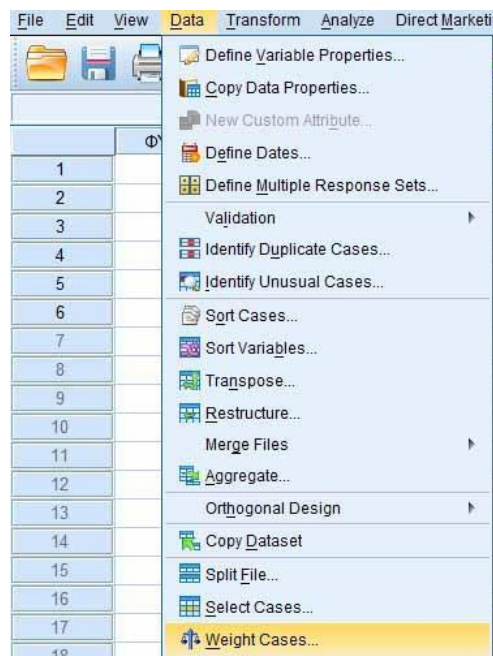 File Edit View Data Transform Analyze Direct Marketi
Define Variable Properties...
Copy Data Properties...
New Custom Attribute...
Φ
1
Define Dates...
2
Define Multiple Response Sets...
3
Validation
4
Identify Duplicate Cases...
5
Identify Unusual Cases...
6
Sort Cases...
7
Sort Variables...
8
Transpose...
9
Restructure...
10
Merge Files
11
Aggregate...
12
13
Orthogonal Design
14
Copy Dataset
15
Split File...
16
Select Cases...
17
Weight Cases...
18